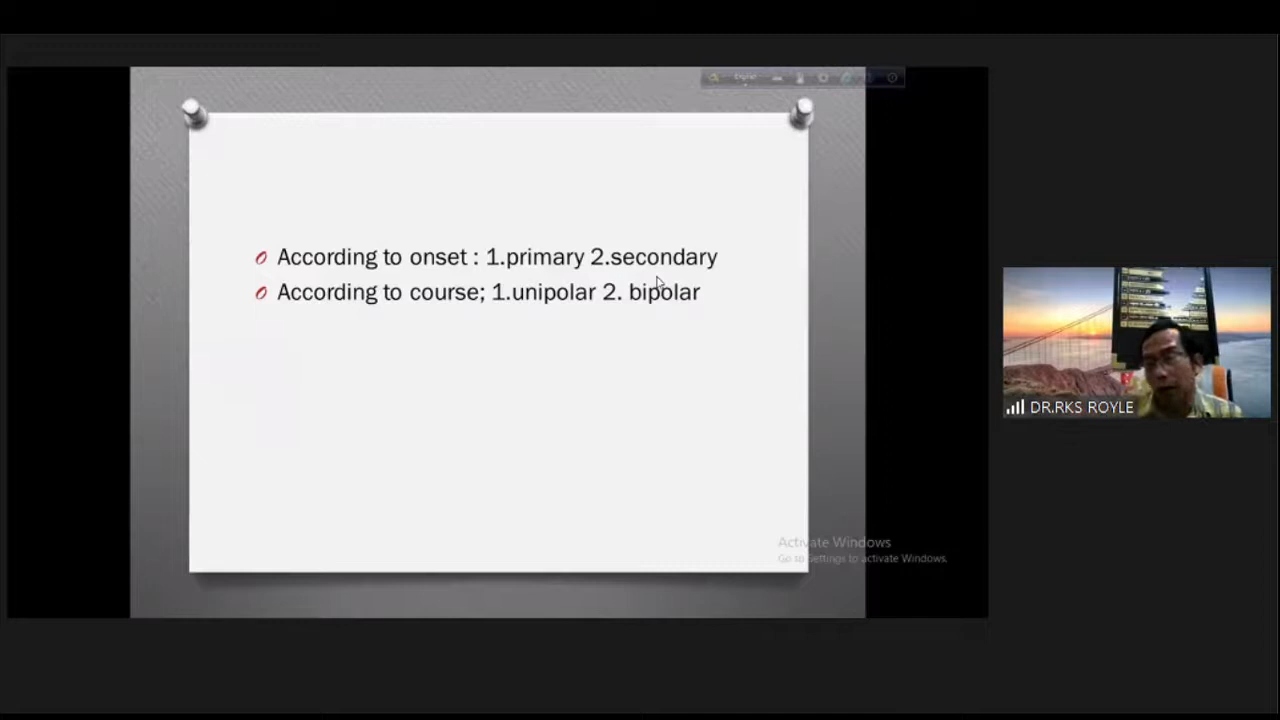 English
According to onset : 1.primary 2.secondary
According to course; 1.unipolar 2. bipolar
DR.RKS ROYLE
Activate Windows
Go to Settings to activate Windows.